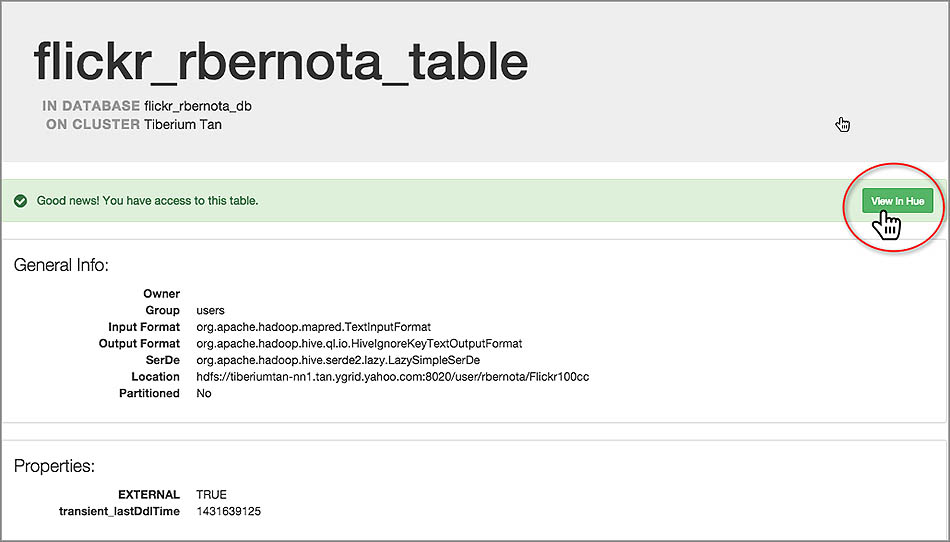 flickr_rbernota_table
IN DATABASE flickr_rbernota_db
ON CLUSTER Tiberium Tan
Good news! You have access to this table.
View In Hue
General Info:
Owner
Group users
Input Format org.apache.hadoop.mapred.TextInputFormat
Output Format org.apache.hadoop.hive.ql.io.HiveIgnoreKeyTextOutputFormat
SerDe org.apache.hadoop.hive.serde2.lazy.LazySimpleSerDe
Location hdfs://tiberiumtan-nn1.tan.ygrid.yahoo.com:8020/user/rbernota/Flickr100cc
Partitioned No
Properties:
EXTERNAL TRUE
transient_lastDdlTime 1431639125